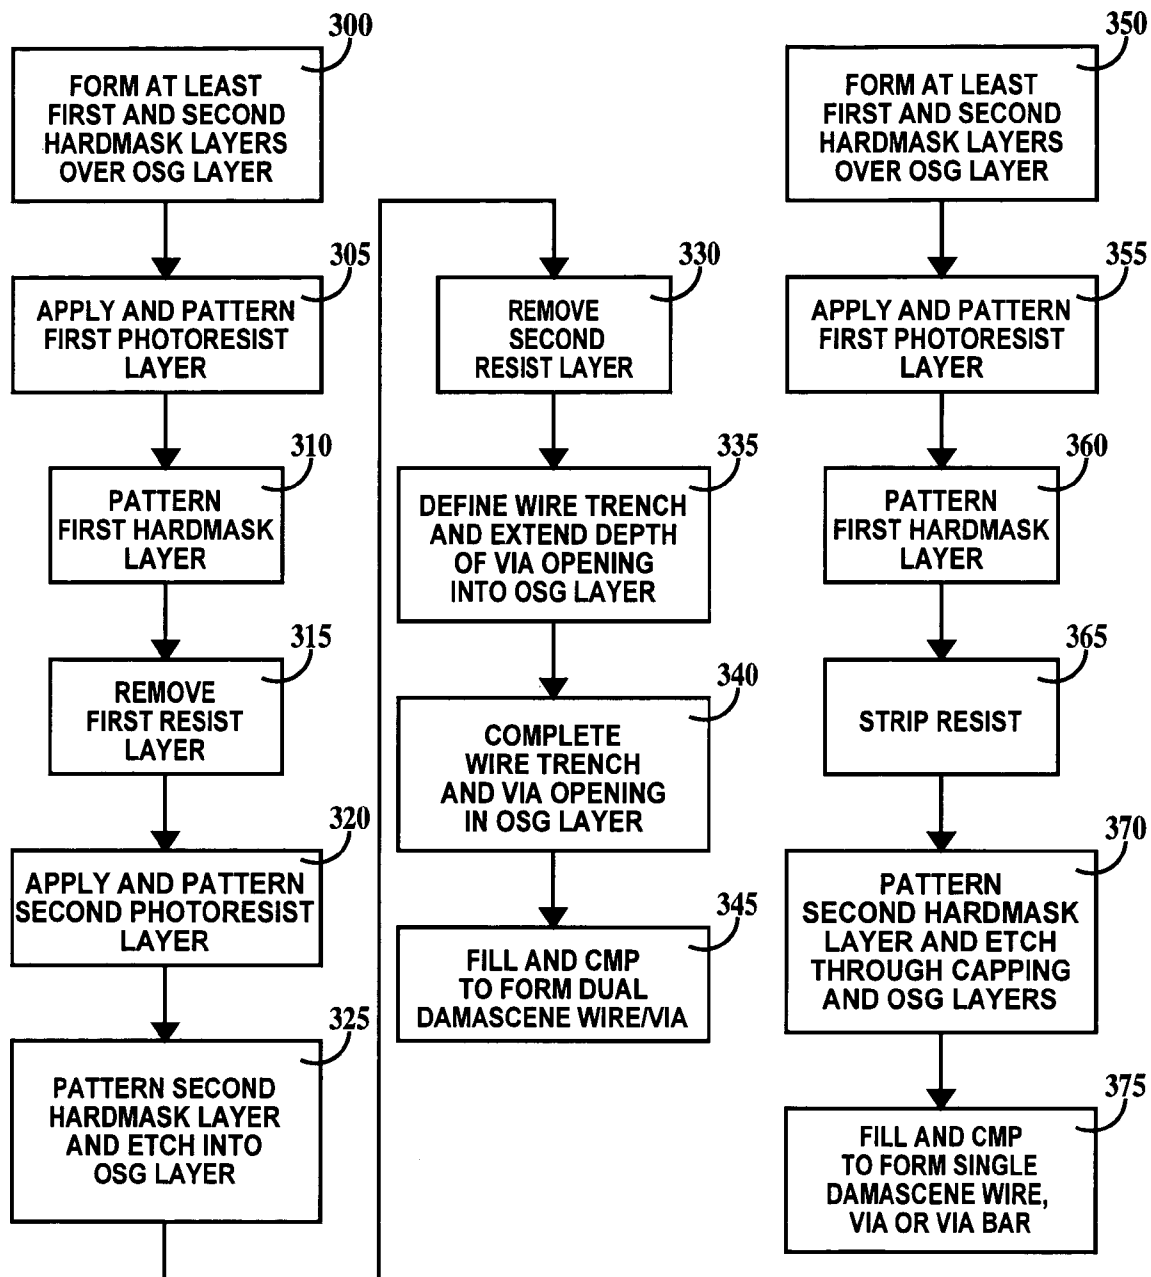 300
FORM AT LEAST
FIRST AND SECOND
HARDMASK LAYERS
OVER OSG LAYER
305
APPLY AND PATTERN
FIRST PHOTORESIST
LAYER
310
PATTERN
FIRST HARDMASK
LAYER
315
REMOVE
FIRST RESIST
LAYER
320
APPLY AND PATTERN
SECOND PHOTORESIST
LAYER
325
PATTERN SECOND
HARDMASK LAYER
AND ETCH INTO
OSG LAYER
330
REMOVE
SECOND
RESIST LAYER
335
DEFINE WIRE TRENCH
AND EXTEND DEPTH
OF VIA OPENING
INTO OSG LAYER
340
COMPLETE
WIRE TRENCH
AND VIA OPENING
IN OSG LAYER
345
FILL AND CMP
TO FORM DUAL
DAMASCENE WIRE/VIA
350
FORM AT LEAST
FIRST AND SECOND
HARDMASK LAYERS
OVER OSG LAYER
355
APPLY AND PATTERN
FIRST PHOTORESIST
LAYER
360
PATTERN
FIRST HARDMASK
LAYER
365
STRIP RESIST
370
PATTERN
SECOND HARDMASK
LAYER AND ETCH
THROUGH CAPPING
AND OSG LAYERS
375
FILL AND CMP
TO FORM SINGLE
DAMASCENE WIRE,
VIA OR VIA BAR